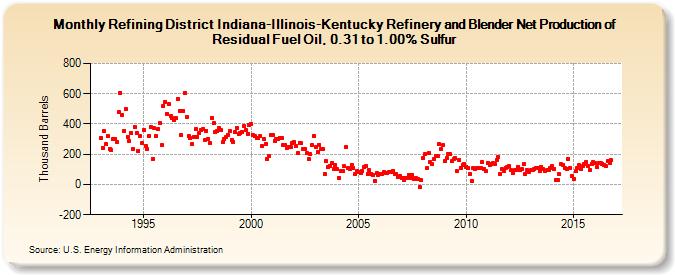 Monthly Refining District Indiana-Illinois-Kentucky Refinery and Blender Net Production of
Residual Fuel Oil, 0.31 to 1.00% Sulfur
Thousand Barrels
800
600
400
200
0
-200
1995
2000
2005
2010
2015
Source: U.S. Energy Information Administration